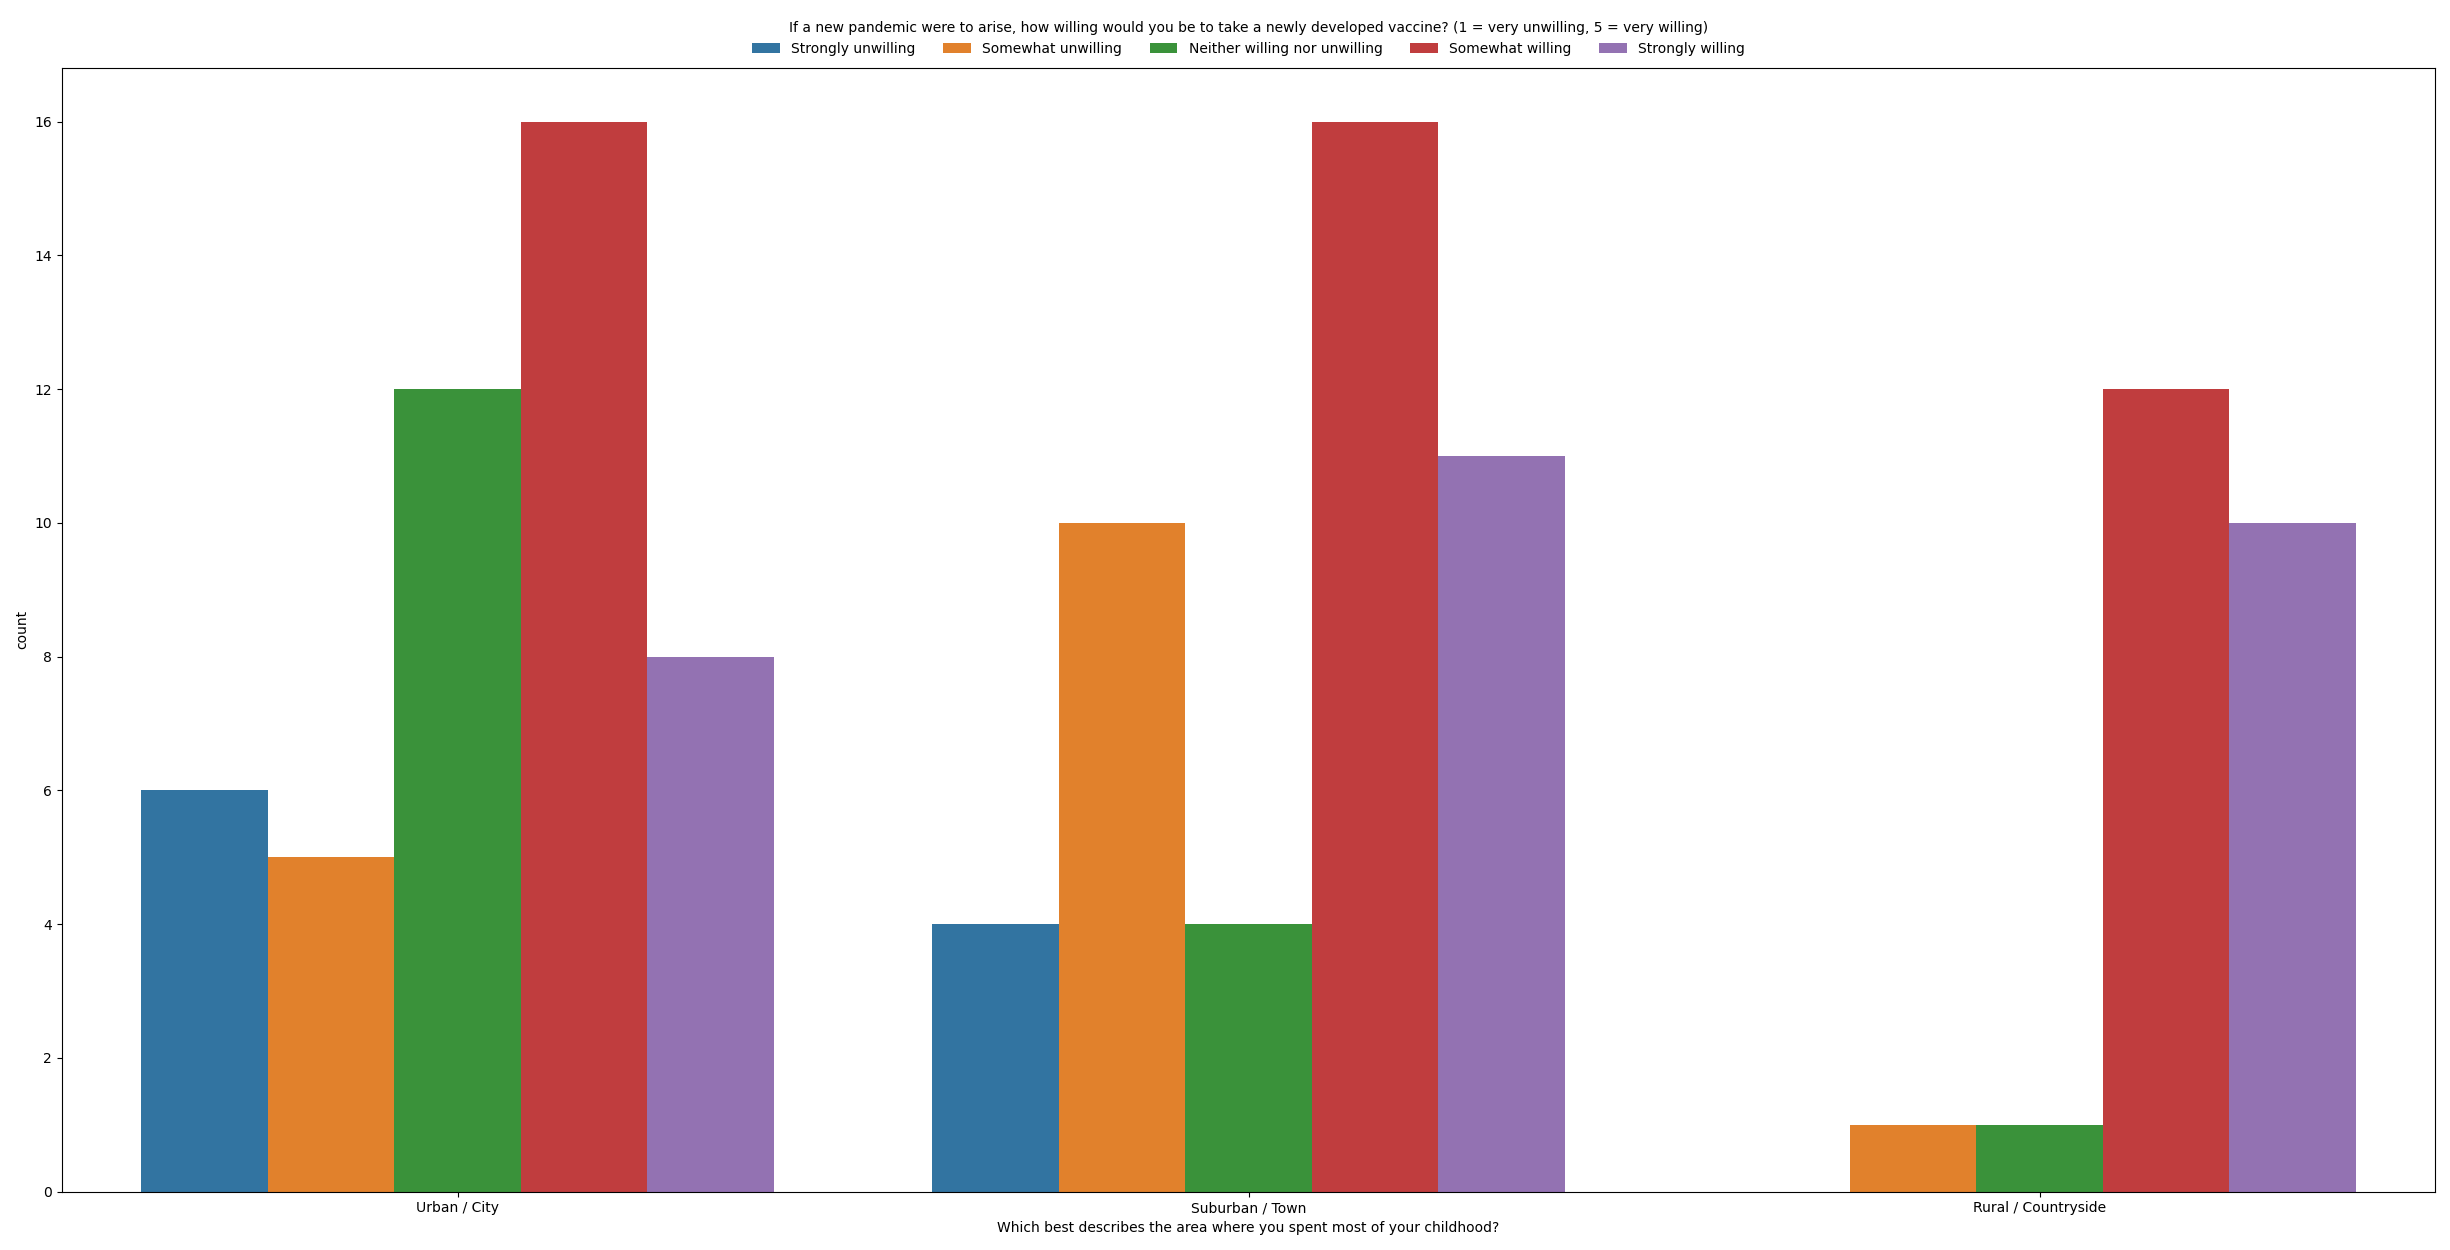 If a new pandemic were to arise, how willing would you be to take a newly developed vaccine? (1 = very unwilling, 5 = very willing)
Strongly unwilling Somewhat unwilling Neither willing nor unwilling Somewhat willing Strongly willing
16
14
12
10
8
6
4
2
0
count
Urban / City Suburban / Town Rural / Countryside
Which best describes the area where you spent most of your childhood?